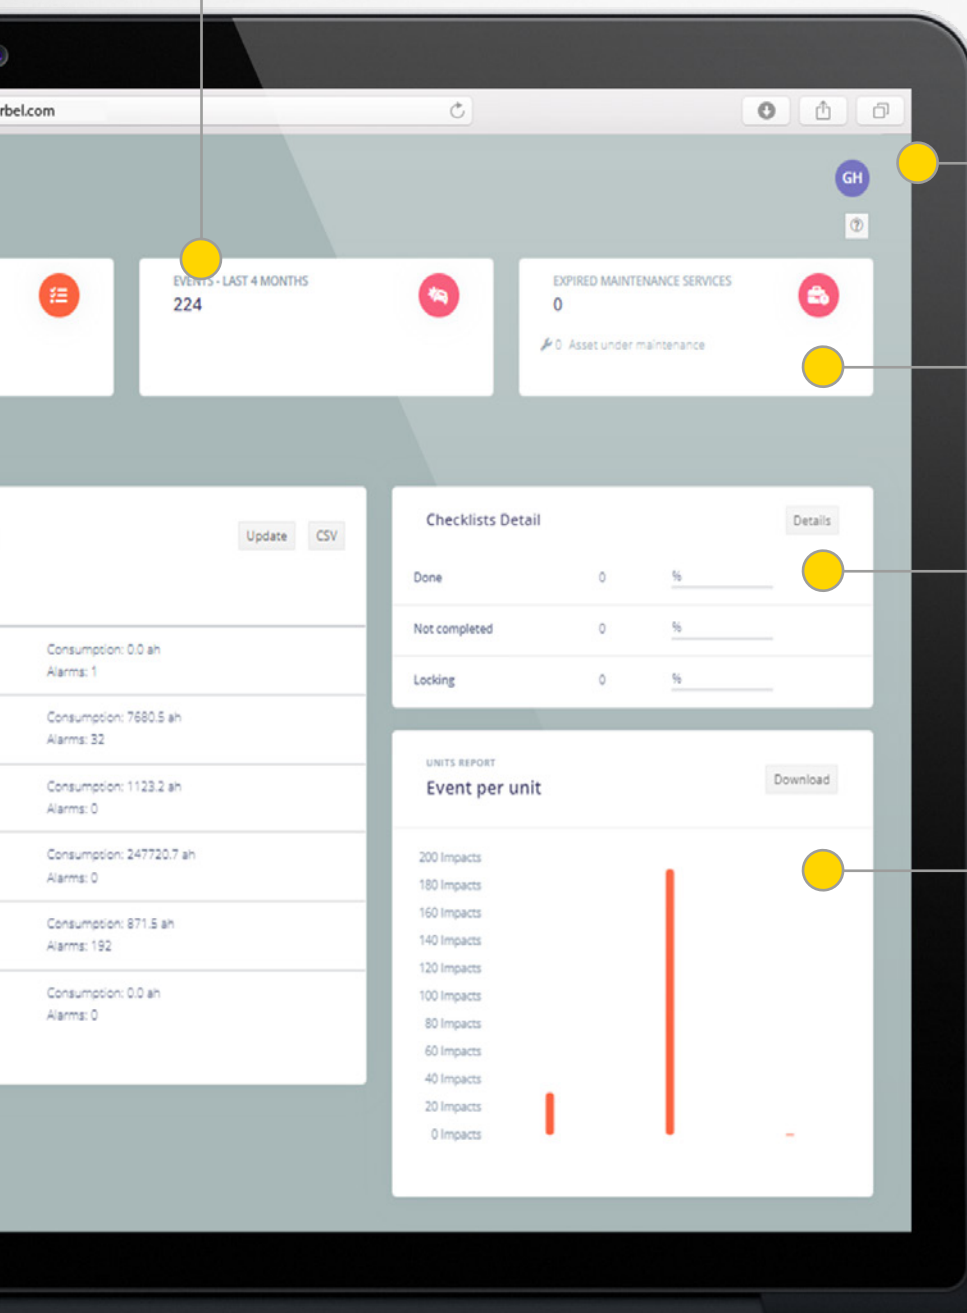 rbel.com
GH
?
EVENTS - LAST 4 MONTHS
224
EXPIRED MAINTENANCE SERVICES
0
0 Asset under maintenance
Update
CSV
Consumption: 0.0 ah
Alarms: 1
Consumption: 7680.5 ah
Alarms: 32
Consumption: 1123.2 ah
Alarms: 0
Consumption: 247720.7 ah
Alarms: 0
Consumption: 871.5 ah
Alarms: 192
Consumption: 0.0 ah
Alarms: 0
Checklists Detail
Details
Done 0 %
Not completed 0 %
Locking 0 %
UNITS REPORT
Event per unit
Download
200 Impacts
180 Impacts
160 Impacts
140 Impacts
120 Impacts
100 Impacts
80 Impacts
60 Impacts
40 Impacts
20 Impacts
0 Impacts